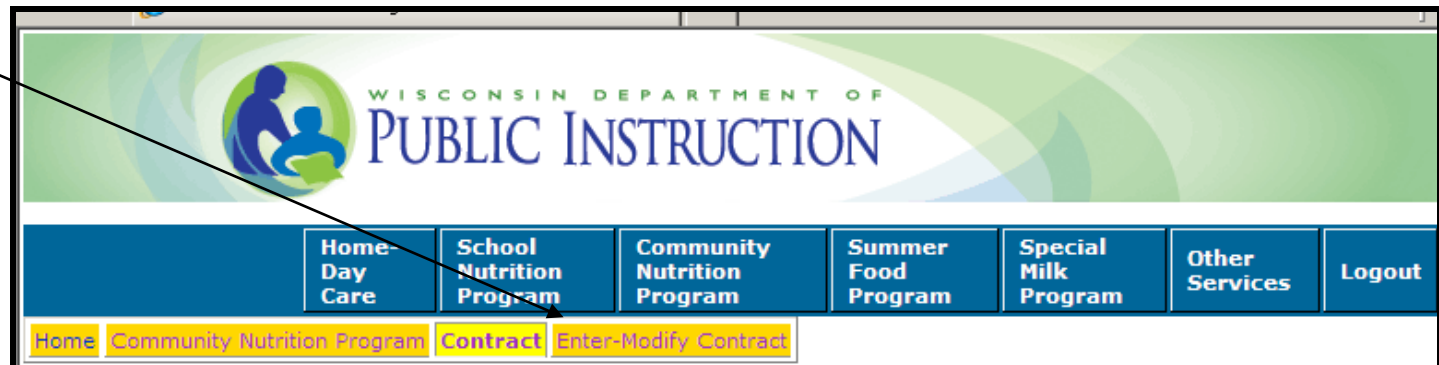 WISCONSIN DEPARTMENT OF
PUBLIC INSTRUCTION
Home-
Day
Care
School
Nutrition
Program
Community
Nutrition
Program
Summer
Food
Program
Special
Milk
Program
Other
Services
Logout
Home Community Nutrition Program Contract Enter-Modify Contract